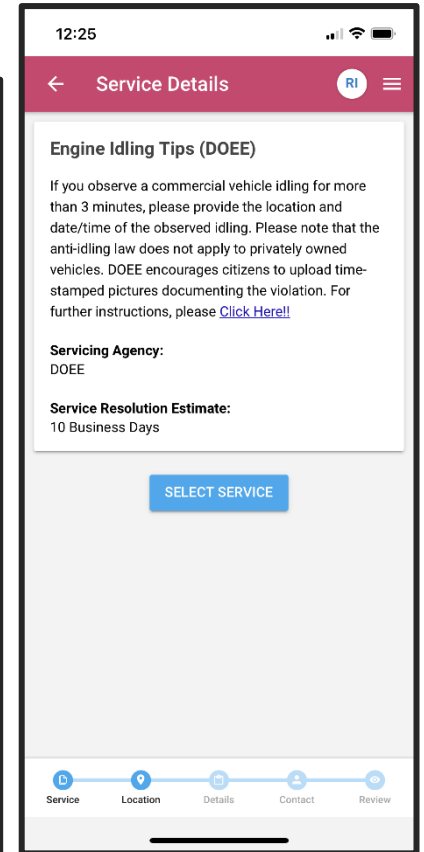 12:25
Service Details
RI
Engine Idling Tips (DOEE)
If you observe a commercial vehicle idling for more
than 3 minutes, please provide the location and
date/time of the observed idling. Please note that the
anti-idling law does not apply to privately owned
vehicles. DOEE encourages citizens to upload time-
stamped pictures documenting the violation. For
further instructions, please Click Here!!
Servicing Agency:
DOEE
Service Resolution Estimate:
10 Business Days
SELECT SERVICE
Service Location Details Contact Review